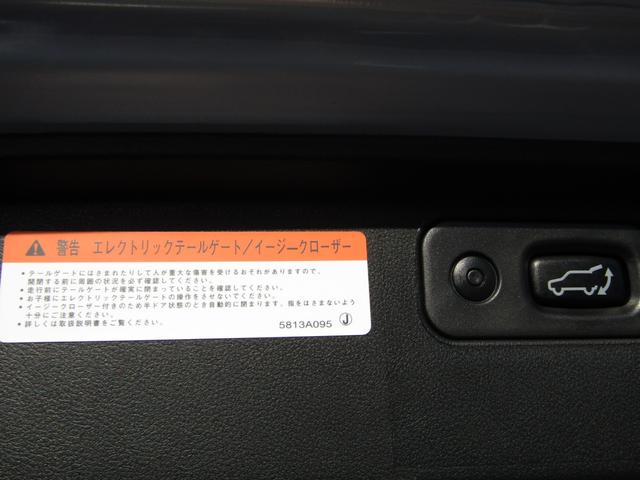 警告 エレクトリックテールゲート／イージークローザー
• テールゲートにはさまれたりして人が重大な傷害を受けるおそれがありますので、
開閉する前に周囲の状況を必ず確認してください。
• 走行前にテールゲートが確実に閉まっていることを確認してください。
• お子様にエレクトリックテールゲートの操作をさせないでください。
• イージークローザー付きのため半ドア状態のとき自動的に閉まります。指をはさまないよう
十分にご注意ください。
• 詳しくは取扱説明書をご覧ください。
5813A095 Ⓙ